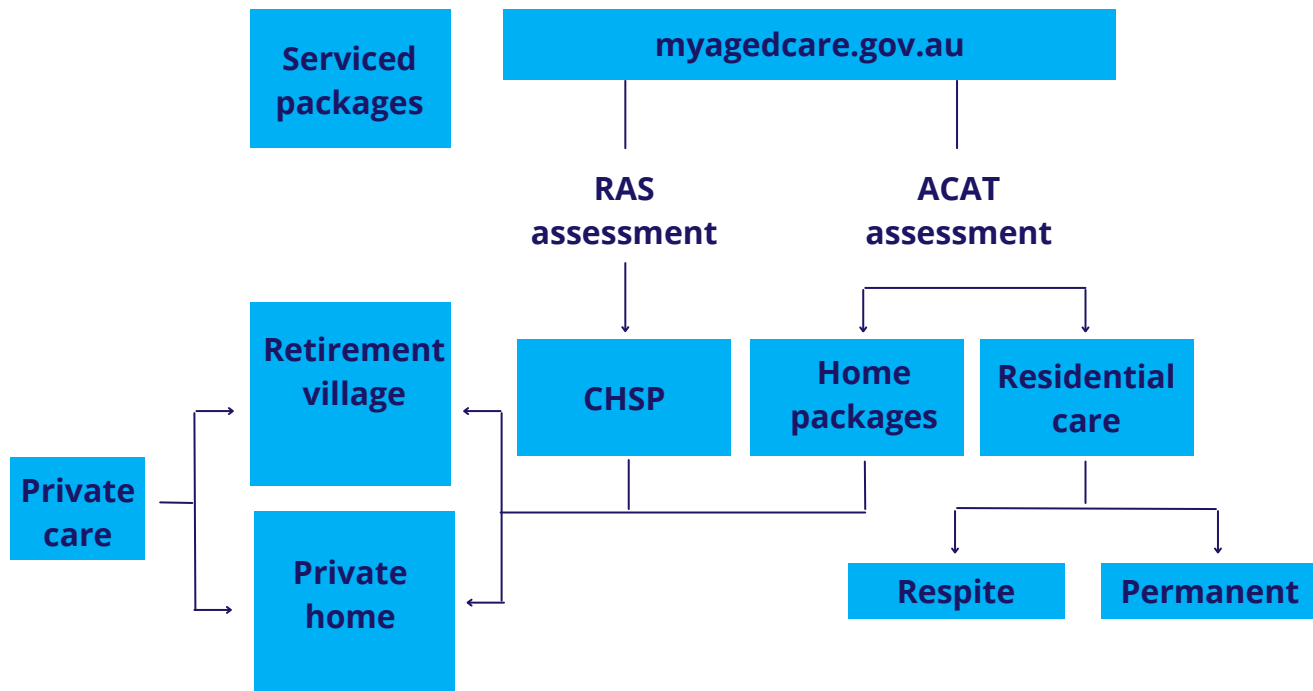 Serviced
packages
myagedcare.gov.au
RAS
assessment
ACAT
assessment
Retirement
village
CHSP
Home
packages
Residential
care
Private
care
Private
home
Respite
Permanent